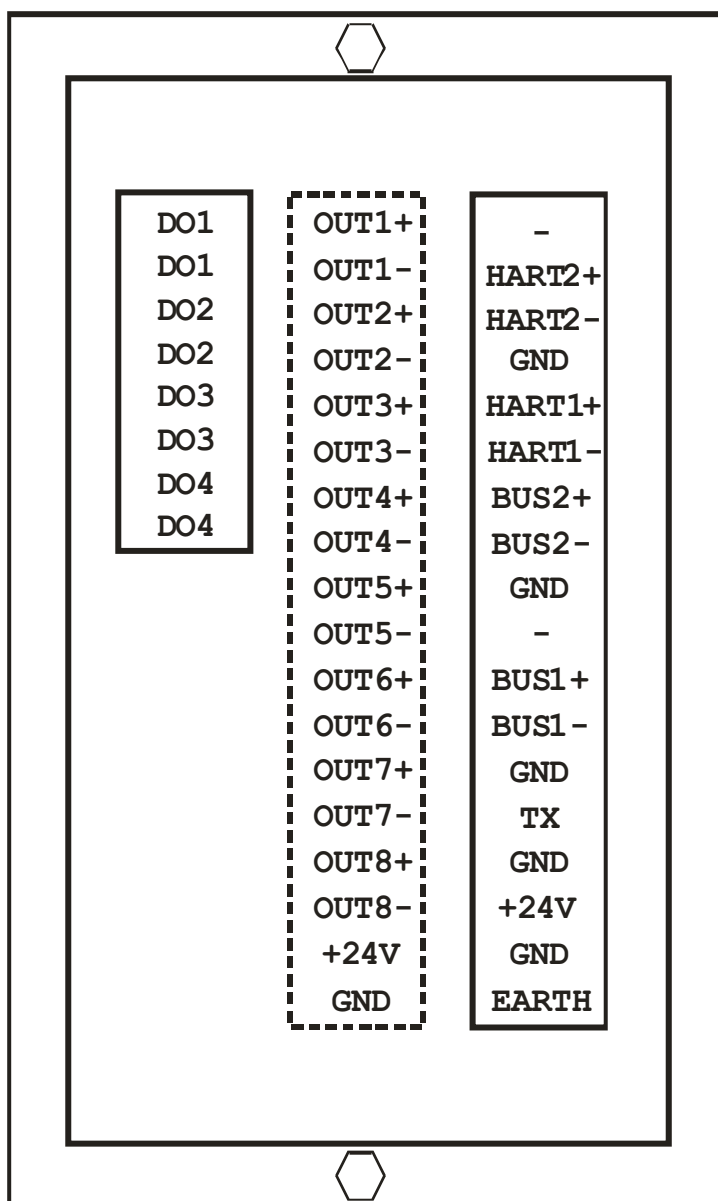 DO1
DO1
DO2
DO2
DO3
DO3
DO4
DO4
OUT1+
OUT1-
OUT2+
OUT2-
OUT3+
OUT3-
OUT4+
OUT4-
OUT5+
OUT5-
OUT6+
OUT6-
OUT7+
OUT7-
OUT8+
OUT8-
+24V
GND
-
HART2+
HART2-
GND
HART1+
HART1-
BUS2+
BUS2-
GND
-
BUS1+
BUS1-
GND
TX
GND
+24V
GND
EARTH